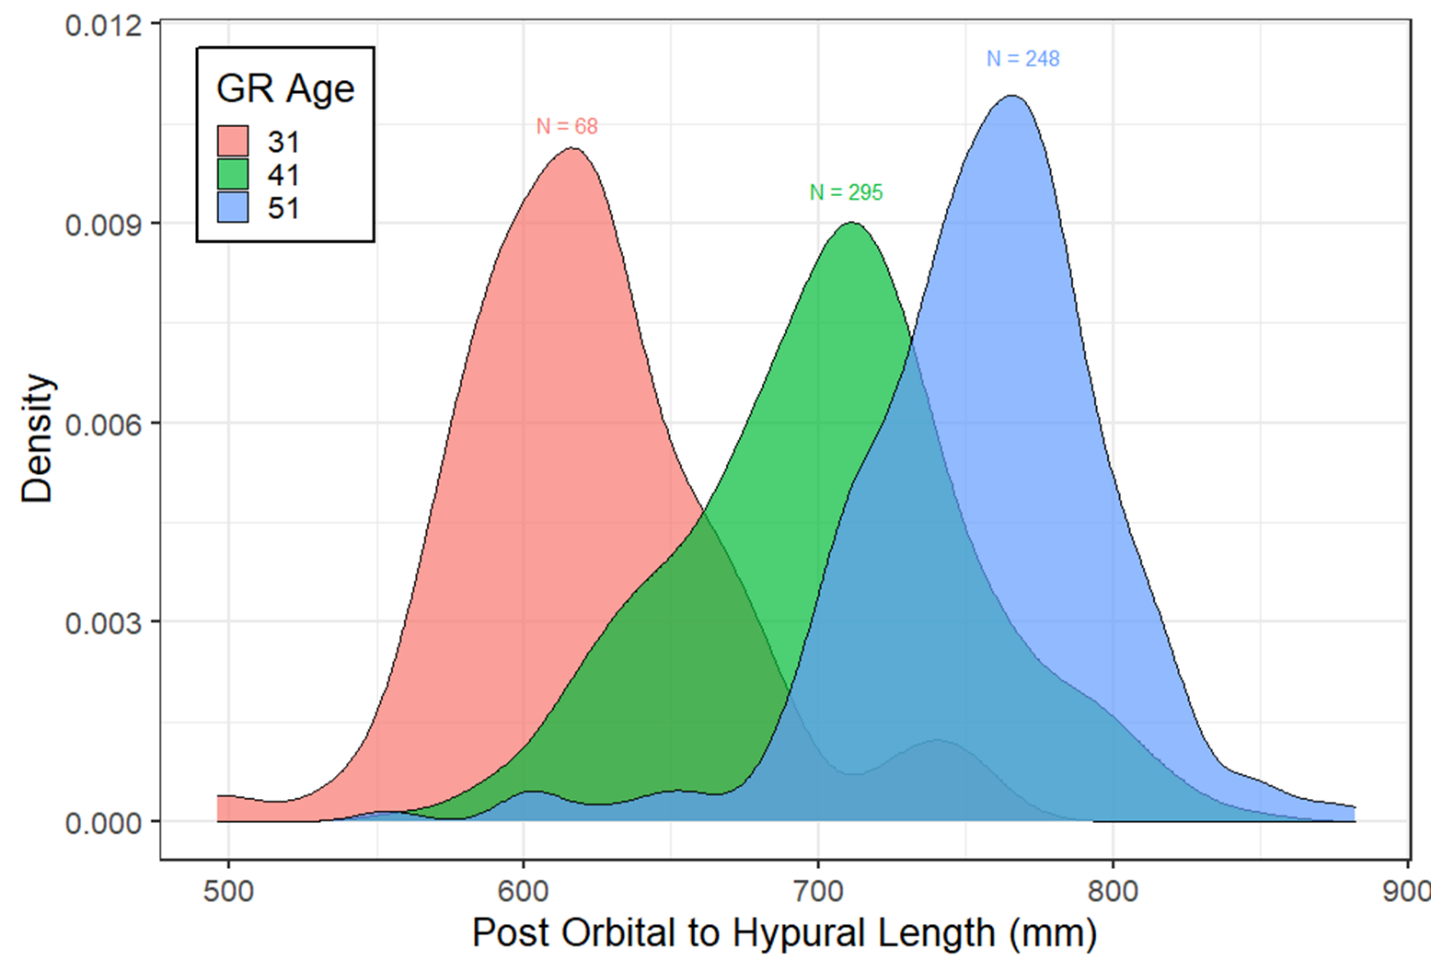 0.012
0.009
0.006
0.003
0.000
Density
GR Age
31
41
51
N = 68
N = 295
N = 248
500 600 700 800 900
Post Orbital to Hypural Length (mm)